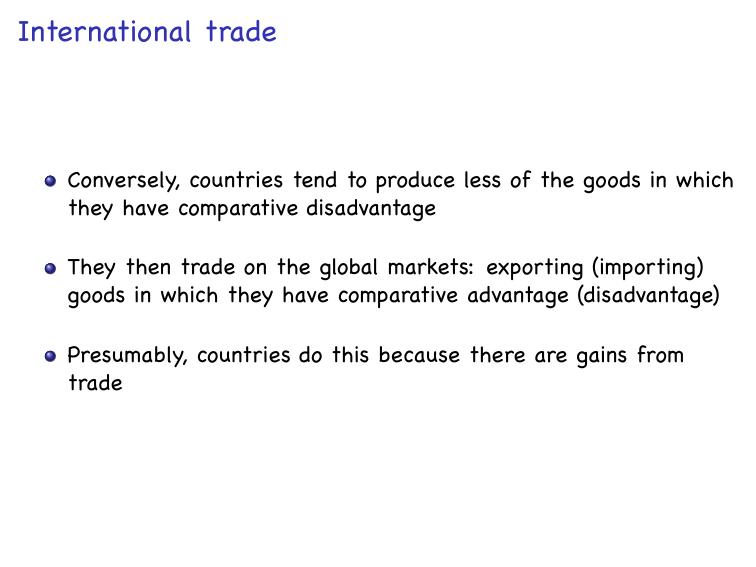 International trade
Conversely, countries tend to produce less of the goods in which
they have comparative disadvantage
They then trade on the global markets: exporting (importing)
goods in which they have comparative advantage (disadvantage)
Presumably, countries do this because there are gains from
trade